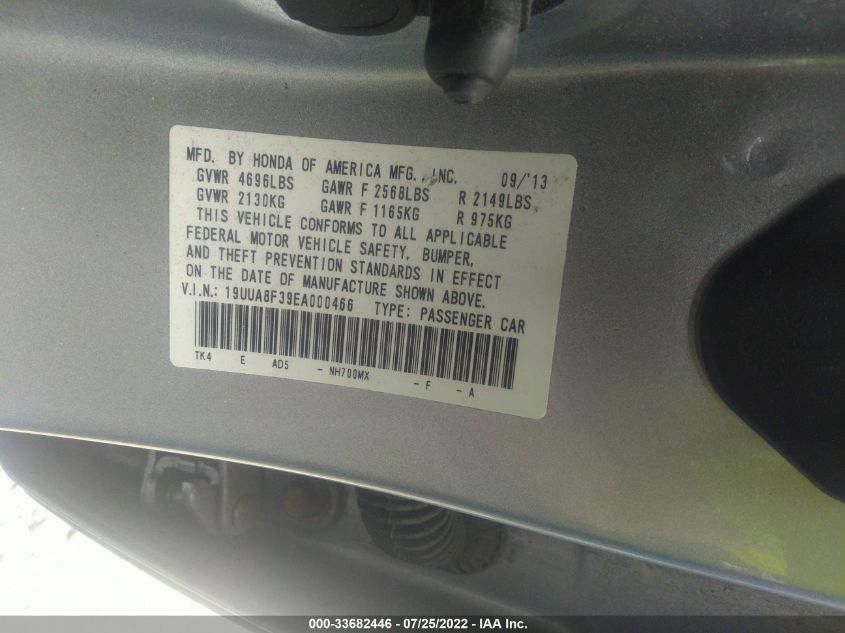 MFD. BY HONDA OF AMERICA MFG., INC. 09/'13
GVWR 4696LBS GAWR F 2568LBS R 2149LBS
GVWR 2130KG GAWR F 1165KG R 975KG
THIS VEHICLE CONFORMS TO ALL APPLICABLE
FEDERAL MOTOR VEHICLE SAFETY, BUMPER,
AND THEFT PREVENTION STANDARDS IN EFFECT
ON THE DATE OF MANUFACTURE SHOWN ABOVE.
V.I.N.: 19UUA8F39EA000466 TYPE: PASSENGER CAR
TK4 E AD5 - NH700MX - F - A
000-33682446 - 07/25/2022 - IAA Inc.